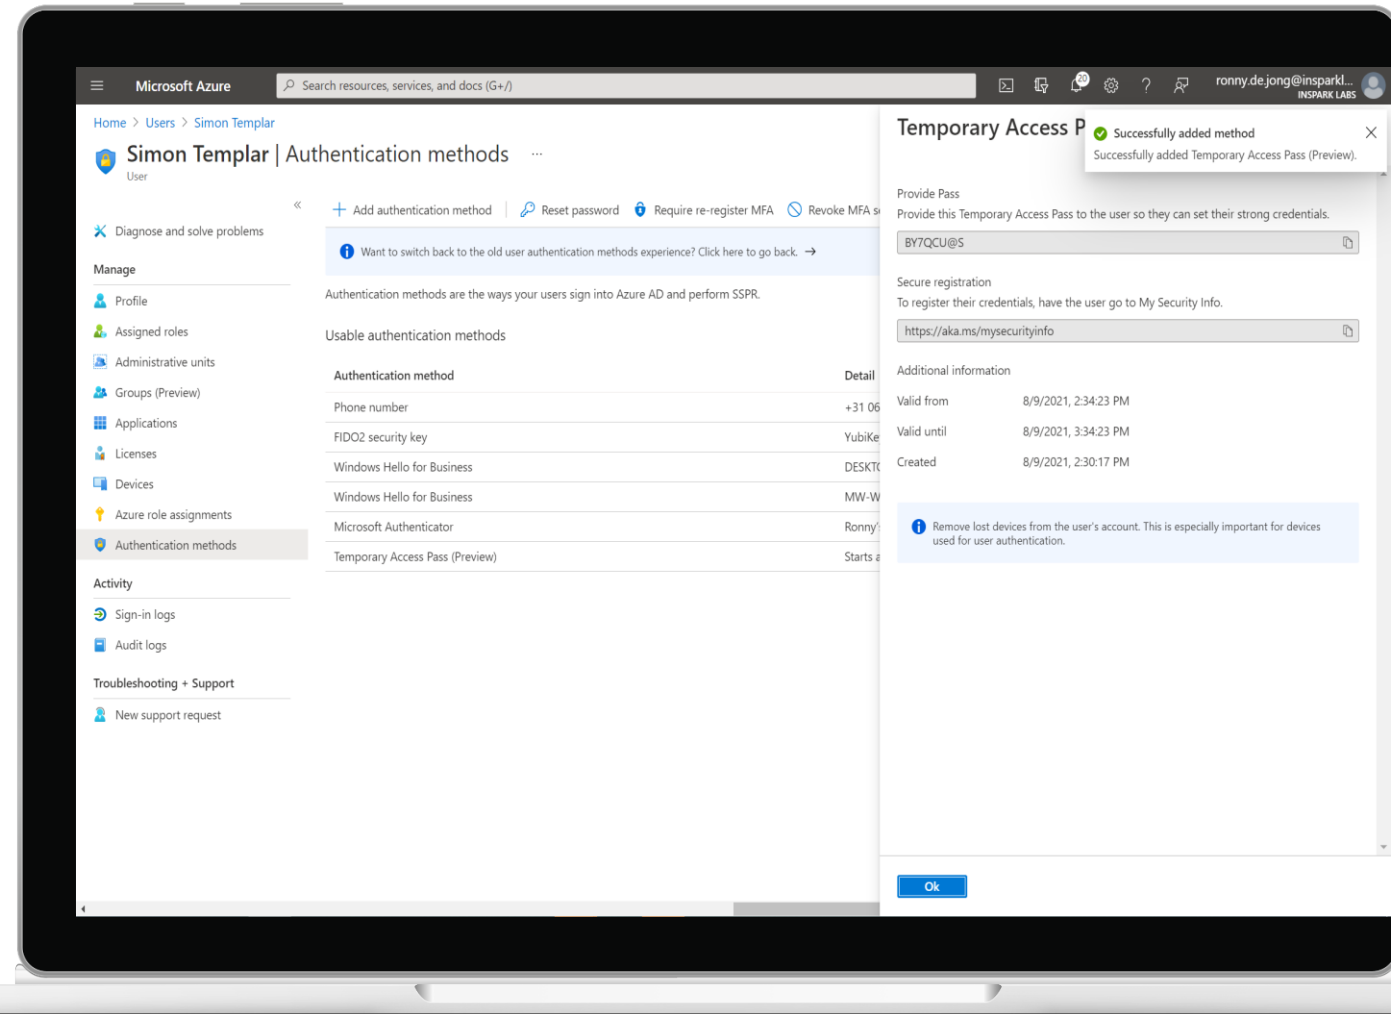 Microsoft Azure
Search resources, services, and docs (G+/)
20
ronny.de.jong@insparkl...
INSPARK LABS
Home > Users > Simon Templar
Simon Templar | Authentication methods ...
User
«
Diagnose and solve problems
Manage
Profile
Assigned roles
Administrative units
Groups (Preview)
Applications
Licenses
Devices
Azure role assignments
Authentication methods
Activity
Sign-in logs
Audit logs
Troubleshooting + Support
New support request
+ Add authentication method
Reset password
Require re-register MFA
Revoke MFA s
Want to switch back to the old user authentication methods experience? Click here to go back. →
Authentication methods are the ways your users sign into Azure AD and perform SSPR.
Usable authentication methods
Authentication method Detail
Phone number +31 06
FIDO2 security key YubiKe
Windows Hello for Business DESKTO
Windows Hello for Business MW-W
Microsoft Authenticator Ronny'
Temporary Access Pass (Preview) Starts a
Temporary Access P
Successfully added method
Successfully added Temporary Access Pass (Preview).
Provide Pass
Provide this Temporary Access Pass to the user so they can set their strong credentials.
BY7QCU@S
Secure registration
To register their credentials, have the user go to My Security Info.
https://aka.ms/mysecurityinfo
Additional information
Valid from 8/9/2021, 2:34:23 PM
Valid until 8/9/2021, 3:34:23 PM
Created 8/9/2021, 2:30:17 PM
Remove lost devices from the user's account. This is especially important for devices
used for user authentication.
Ok